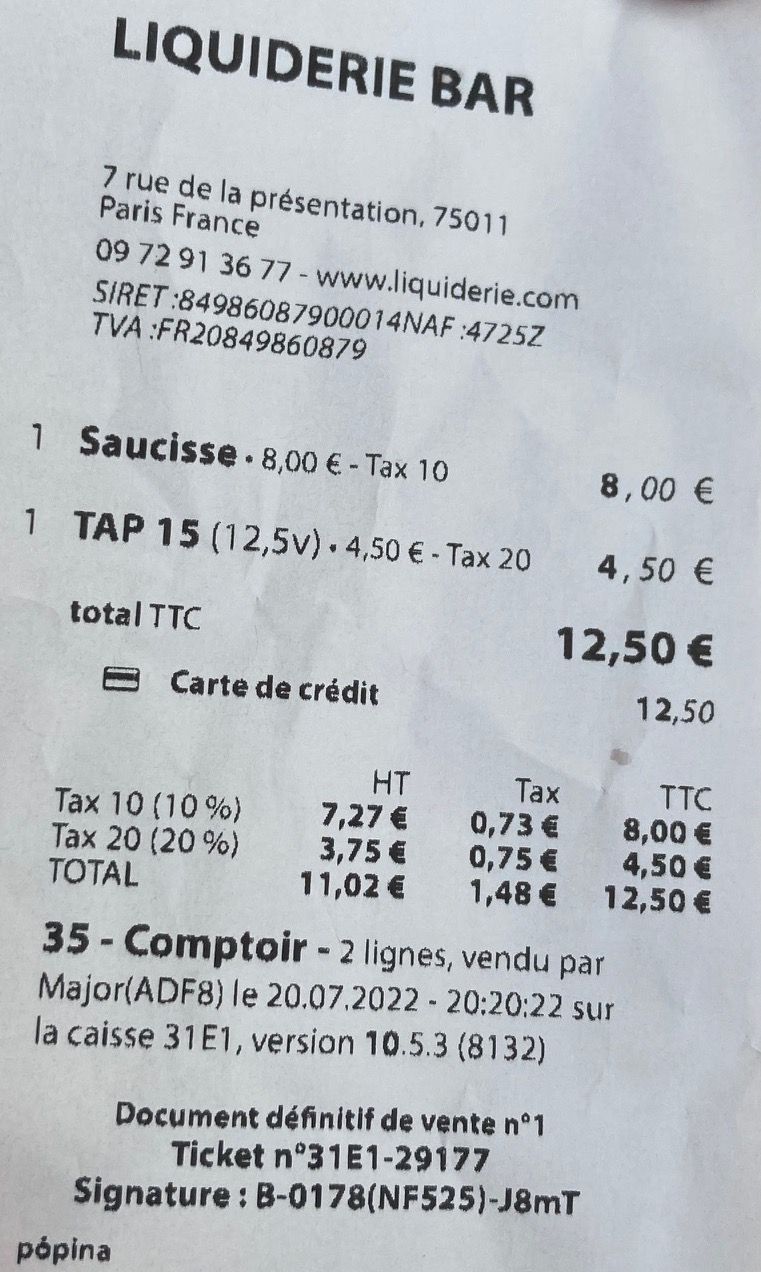 LIQUIDERIE BAR
7 rue de la présentation, 75011
Paris France
09 72 91 36 77 - www.liquiderie.com
SIRET :84986087900014NAF :4725Z
TVA :FR20849860879
1 Saucisse • 8,00 € - Tax 10 8,00 €
1 TAP 15 (12,5v) • 4,50 € - Tax 20 4,50 €
total TTC 12,50 €
Carte de crédit 12,50
HT Tax TTC
Tax 10 (10 %) 7,27 € 0,73 € 8,00 €
Tax 20 (20 %) 3,75 € 0,75 € 4,50 €
TOTAL 11,02 € 1,48 € 12,50 €
35 - Comptoir - 2 lignes, vendu par
Major(ADF8) le 20.07.2022 - 20:20:22 sur
la caisse 31E1, version 10.5.3 (8132)
Document définitif de vente n°1
Ticket n°31E1-29177
Signature : B-0178(NF525)-J8mT
pópina